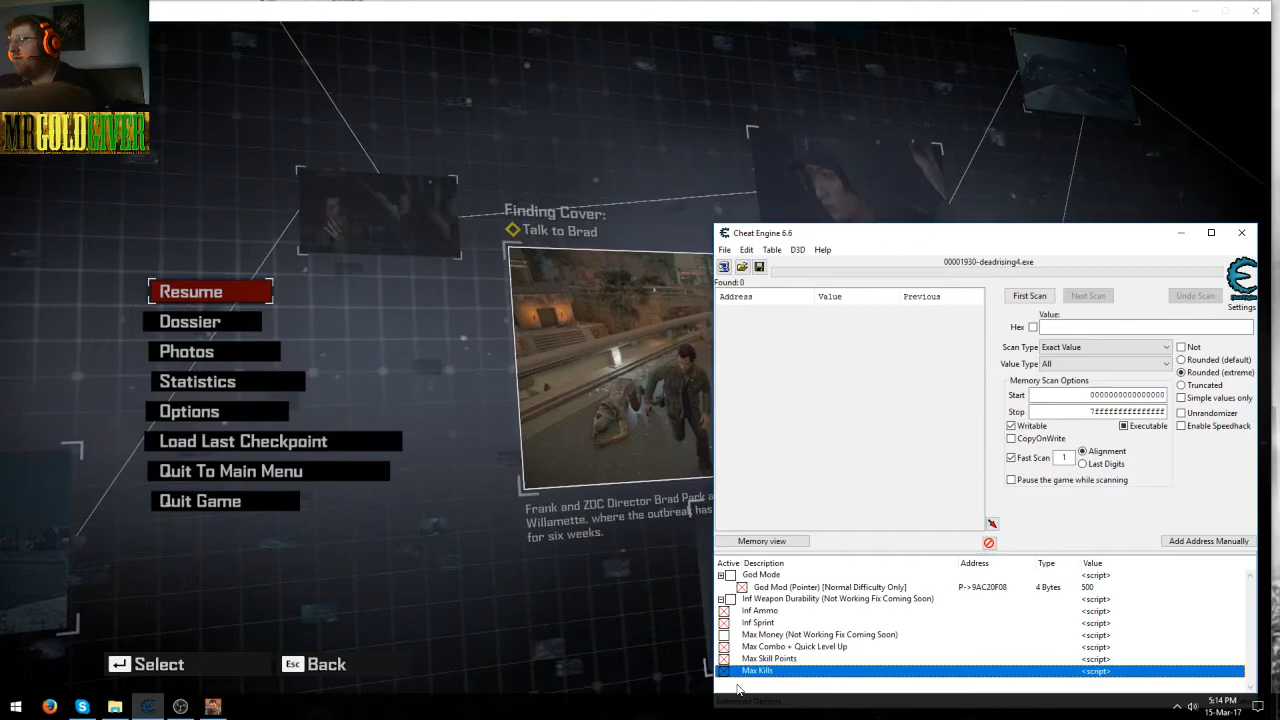 MRGOLDGIVER
Finding Cover:
Talk to Brad
Resume
Dossier
Photos
Statistics
Options
Load Last Checkpoint
Quit To Main Menu
Quit Game
Frank and ZDC Director Brad Park a
Willamette, where the outbreak has
for six weeks.
Select
Esc Back
Cheat Engine 6.6
File Edit Table D3D Help
00001930-deadrising4.exe
Found: 0
Address Value Previous
First Scan Next Scan Undo Scan
Settings
Value:
Hex
Scan Type Exact Value
Value Type All
Not
Rounded (default)
Rounded (extreme)
Truncated
Simple values only
Unrandomizer
Enable Speedhack
Memory Scan Options
Start 0000000000000000
Stop 7fffffffffffffff
Writable Executable
CopyOnWrite
Fast Scan 1 Alignment
Last Digits
Pause the game while scanning
Memory view
Add Address Manually
Active Description Address Type Value
God Mode <script>
God Mod (Pointer) [Normal Difficulty Only] P->9AC20F08 4 Bytes 500
Inf Weapon Durability (Not Working Fix Coming Soon) <script>
Inf Ammo <script>
Inf Sprint <script>
Max Money (Not Working Fix Coming Soon) <script>
Max Combo + Quick Level Up <script>
Max Skill Points <script>
Max Kills <script>
Advanced Options
5:14 PM
15-Mar-17